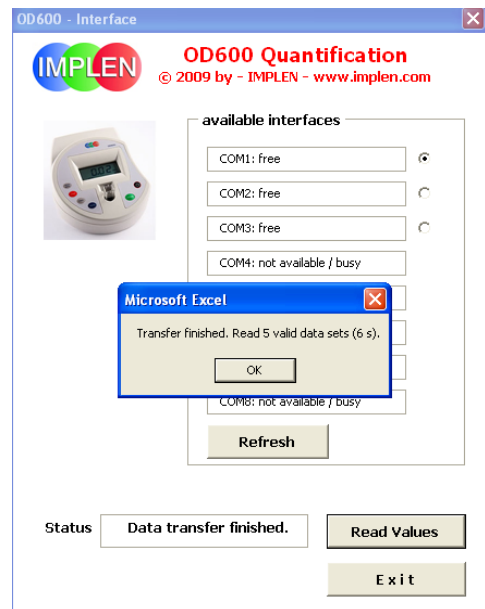 OD600 - Interface
IMPLEN
OD600 Quantification
© 2009 by - IMPLEN - www.implen.com
available interfaces
COM1: free
COM2: free
COM3: free
COM4: not available / busy
Microsoft Excel
Transfer finished. Read 5 valid data sets (6 s).
OK
COM8: not available / busy
Refresh
Status
Data transfer finished.
Read Values
Exit